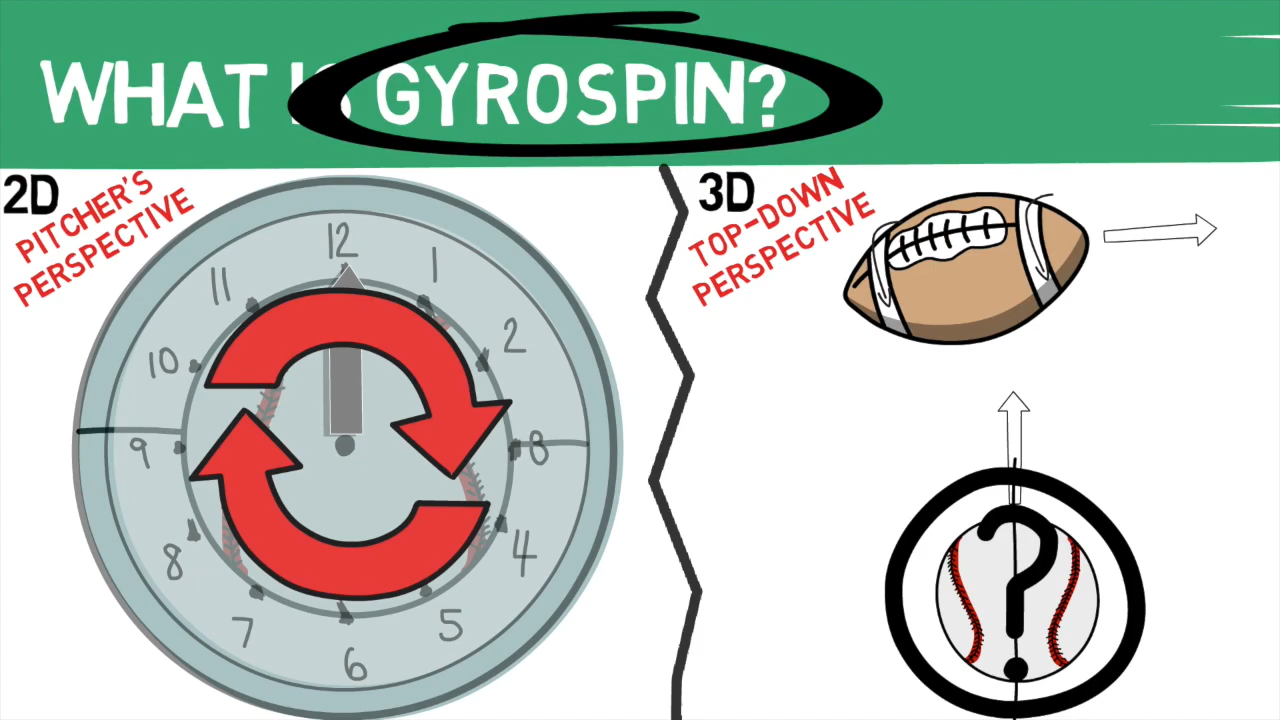 WHAT IS GYROSPIN?
2D
PITCHER'S
PERSPECTIVE
12
1
2
3
4
5
6
7
8
9
10
11
3D
TOP-DOWN
PERSPECTIVE
?